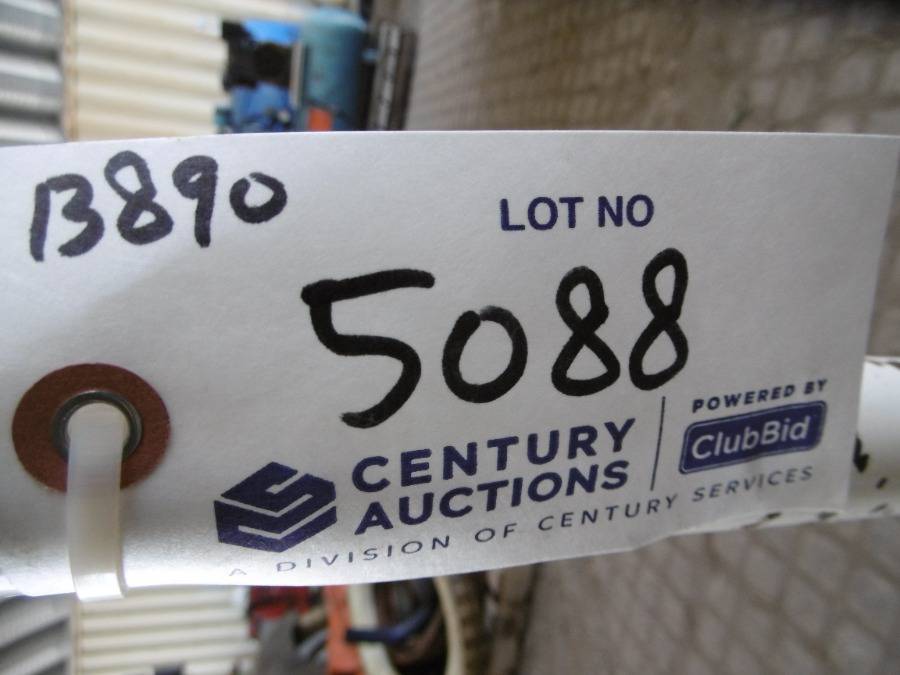 B890
LOT NO
5088
CENTURY
AUCTIONS
POWERED BY
ClubBid
A DIVISION OF CENTURY SERVICES